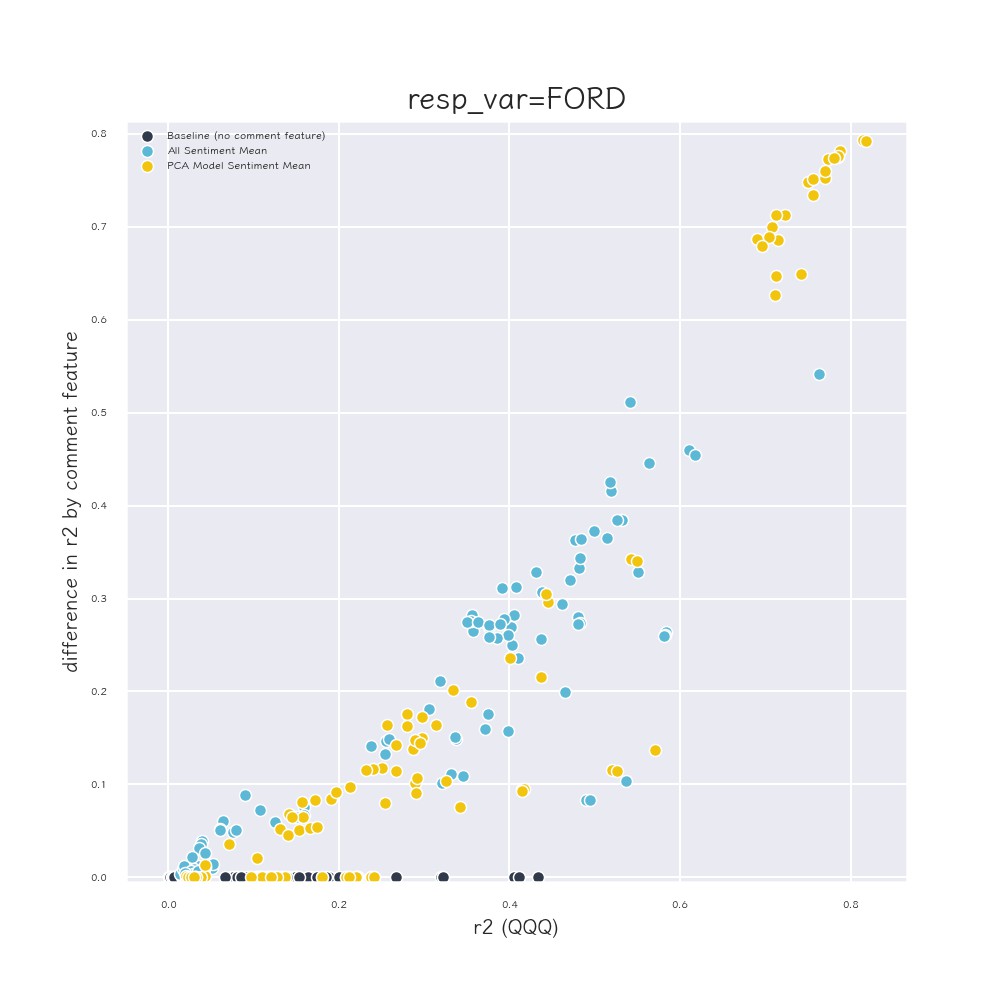 resp_var=FORD
Baseline (no comment feature)
All Sentiment Mean
PCA Model Sentiment Mean
difference in r2 by comment feature
0.8
0.7
0.6
0.5
0.4
0.3
0.2
0.1
0.0
0.0 0.2 0.4 0.6 0.8
r2 (QQQ)